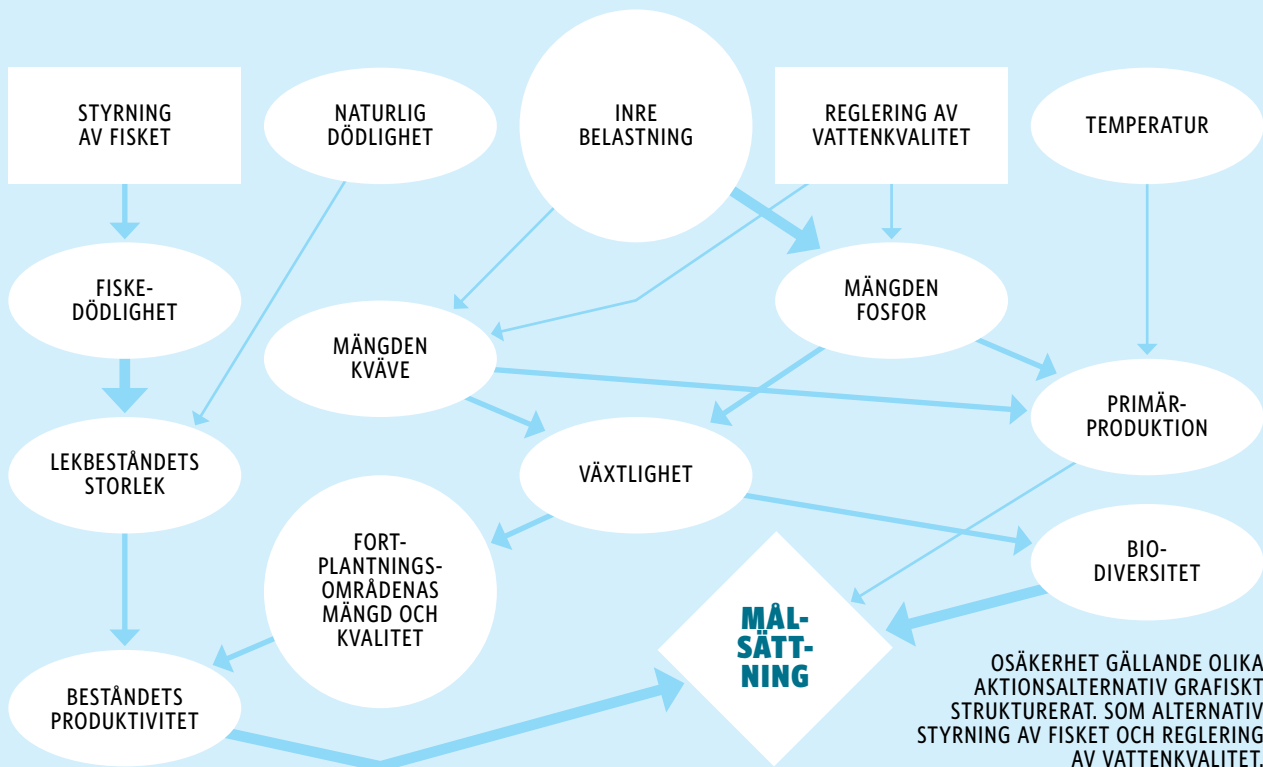 STYRNING
AV FISKET
NATURLIG
DÖDLIGHET
INRE
BELASTNING
REGLERING AV
VATTENKVALITET
TEMPERATUR
FISKE-
DÖDLIGHET
MÄNGDEN
FOSFOR
MÄNGDEN
KVÄVE
PRIMÄR-
PRODUKTION
LEKBESTÅNDETS
STORLEK
VÄXTLIGHET
FORT-
PLANTNINGS-
OMRÅDENAS
MÄNGD OCH
KVALITET
BIO-
DIVERSITET
MÅL-
SÄTT-
NING
BESTÅNDETS
PRODUKTIVITET
OSÄKERHET GÄLLANDE OLIKA
AKTIONSALTERNATIV GRAFISKT
STRUKTURERAT. SOM ALTERNATIV
STYRNING AV FISKET OCH REGLERING
AV VATTENKVALITET.